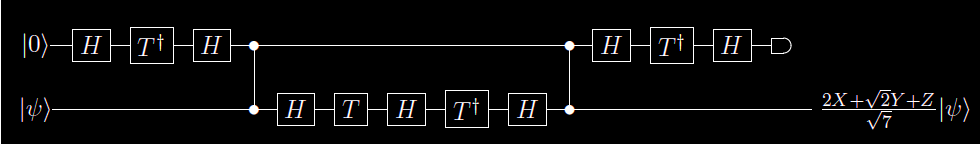 |0⟩ H T† H H T† H
|ψ⟩ H T H T† H (2X+√2Y+Z)/√7 |ψ⟩